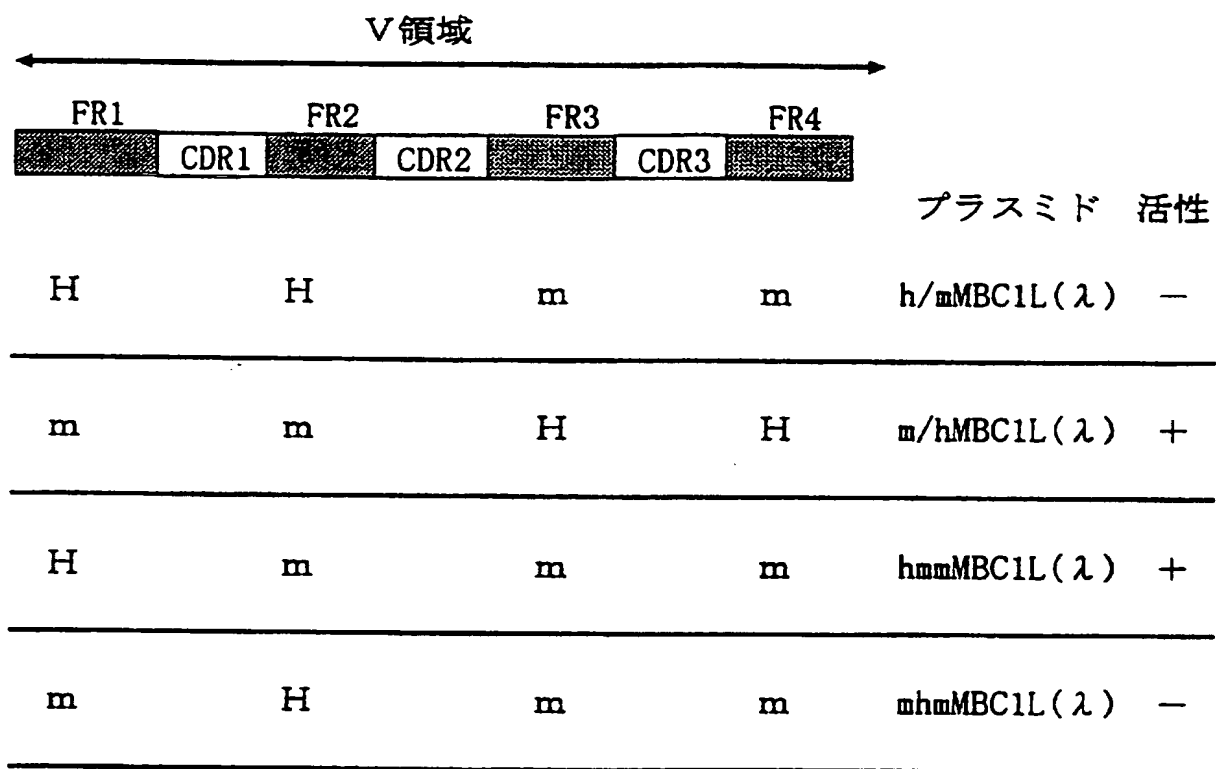 V領域
FR1 FR2 FR3 FR4
CDR1 CDR2 CDR3
プラスミド 活性
H H m m h/mMBC1L(λ) −
m m H H m/hMBC1L(λ) +
H m m m hmmMBC1L(λ) +
m H m m mhmMBC1L(λ) −